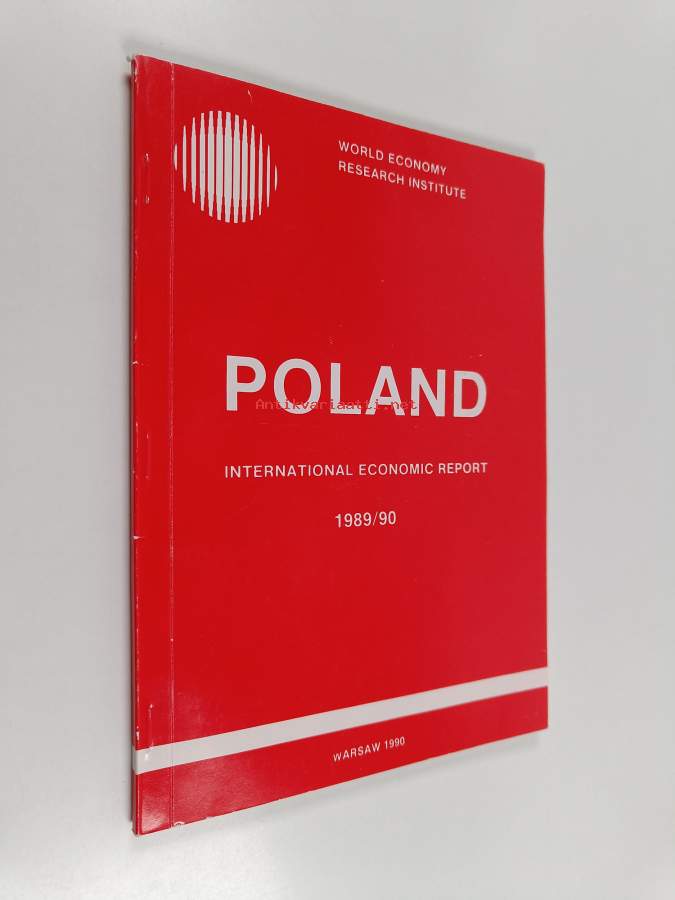 WORLD ECONOMY
RESEARCH INSTITUTE
POLAND
Antikvariaatti.net
INTERNATIONAL ECONOMIC REPORT
1989/90
WARSAW 1990